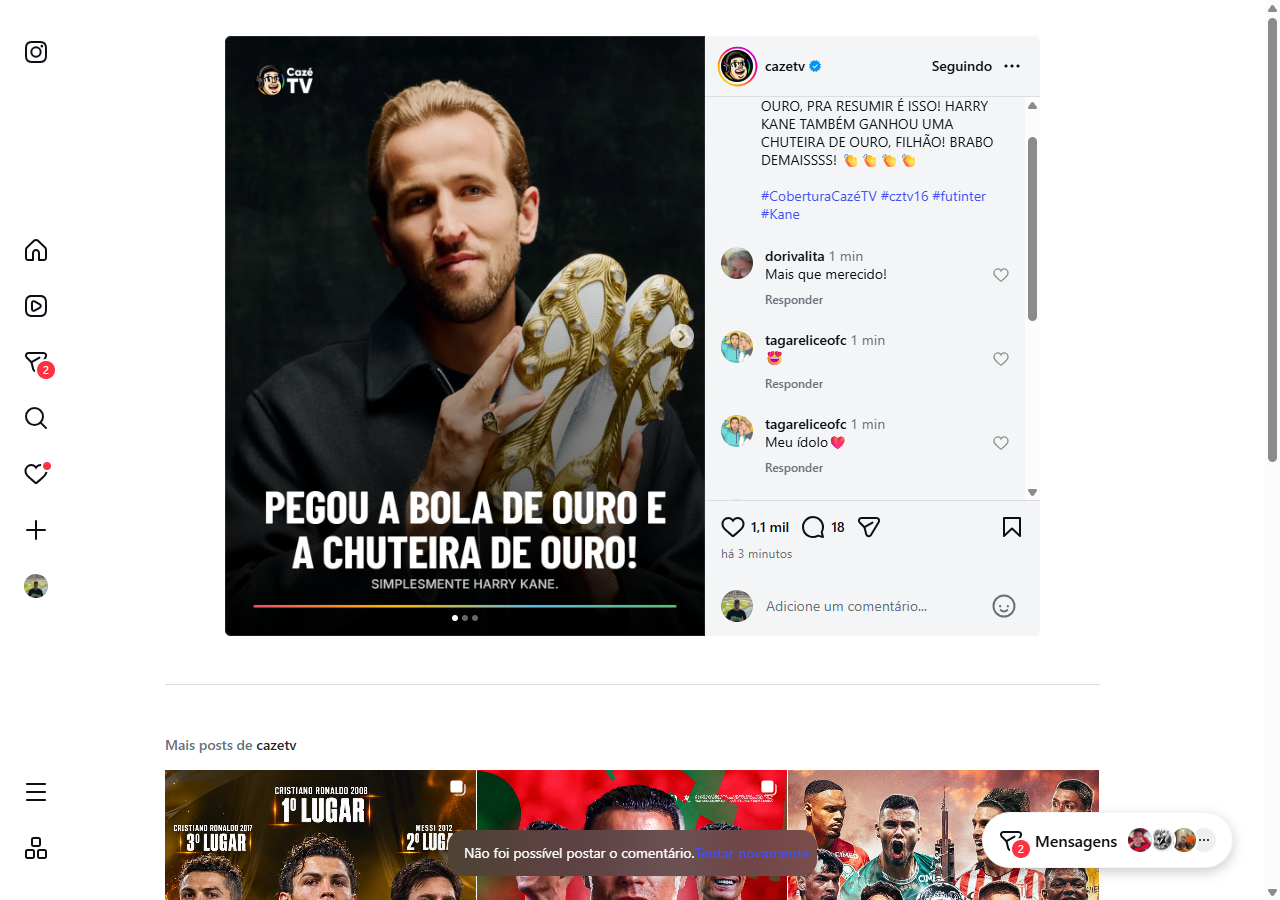 Cazé
TV
PEGOU A BOLA DE OURO E
A CHUTEIRA DE OURO!
SIMPLESMENTE HARRY KANE.
cazetv
Seguindo
OURO, PRA RESUMIR É ISSO! HARRY
KANE TAMBÉM GANHOU UMA
CHUTEIRA DE OURO, FILHÃO! BRABO
DEMAISSSS! 👏 👏 👏 👏
#CoberturaCazéTV #cztv16 #futinter
#Kane
dorivalita 1 min
Mais que merecido!
Responder
tagareliceofc 1 min
😍
Responder
tagareliceofc 1 min
Meu ídolo❤️
Responder
1,1 mil
18
há 3 minutos
Adicione um comentário...
2
Mais posts de cazetv
CRISTIANO RONALDO 2008
1º LUGAR
CRISTIANO RONALDO 2017
3º LUGAR
MESSI 2012
2º LUGA
CIMED
CIMED
Não foi possível postar o comentário.Tentar novamente
2
Mensagens